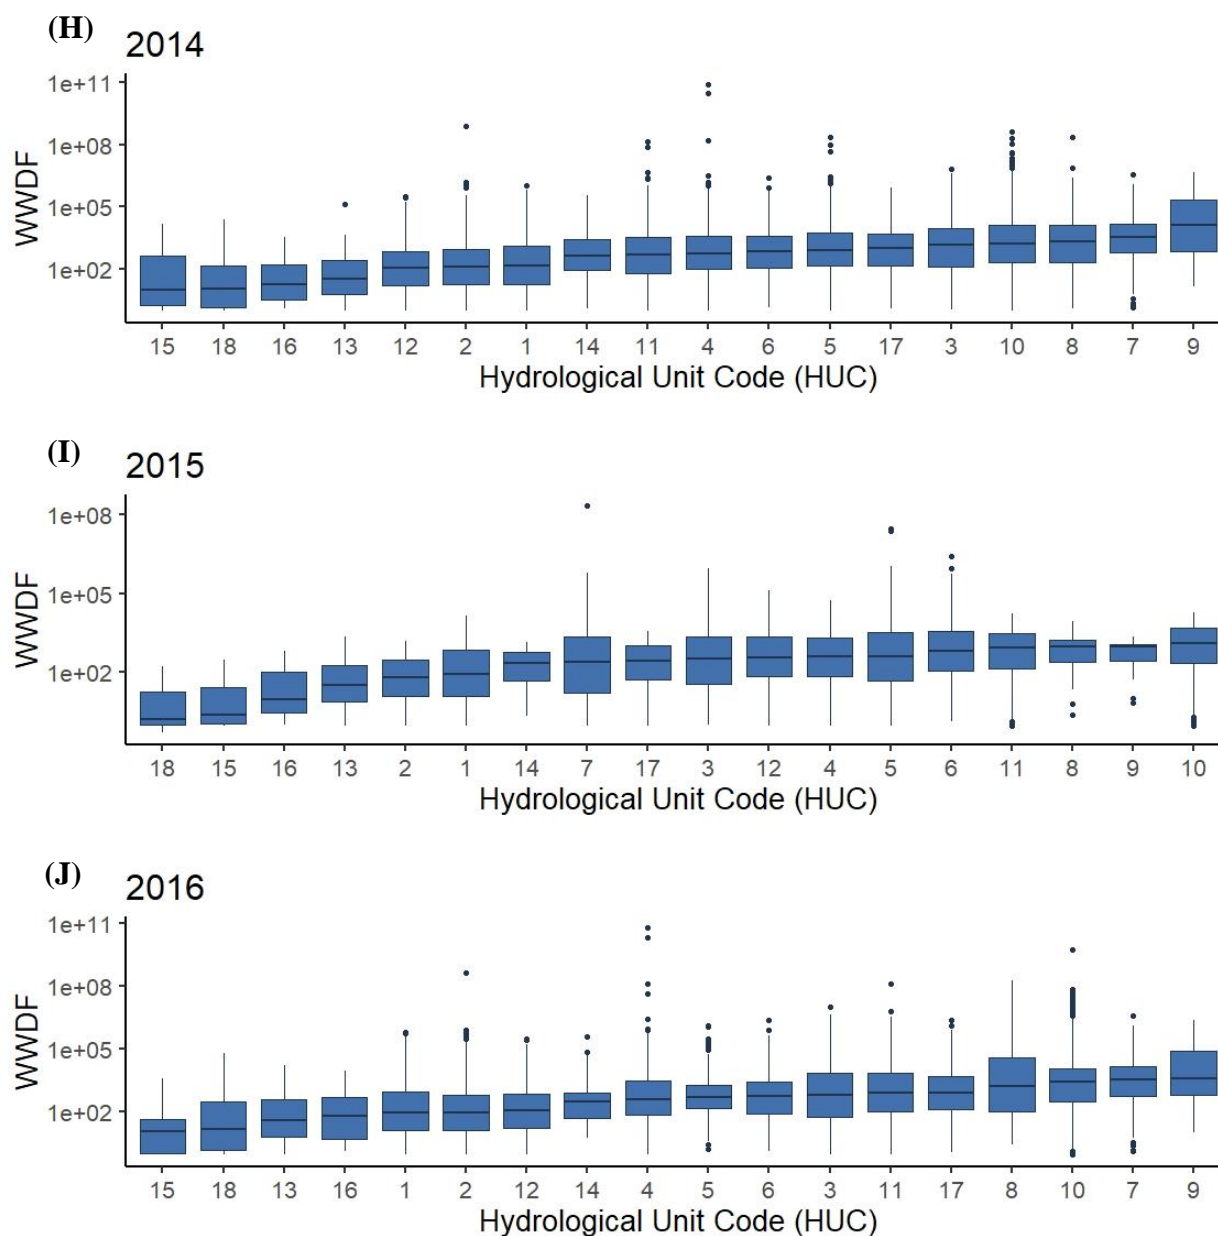 (H)
2014
1e+11
1e+08
1e+05
1e+02
WWDF
15 18 16 13 12 2 1 14 11 4 6 5 17 3 10 8 7 9
Hydrological Unit Code (HUC)
(I)
2015
1e+08
1e+05
1e+02
WWDF
18 15 16 13 2 1 14 7 17 3 12 4 5 6 11 8 9 10
Hydrological Unit Code (HUC)
(J)
2016
1e+11
1e+08
1e+05
1e+02
WWDF
15 18 13 16 1 2 12 14 4 5 6 3 11 17 8 10 7 9
Hydrological Unit Code (HUC)